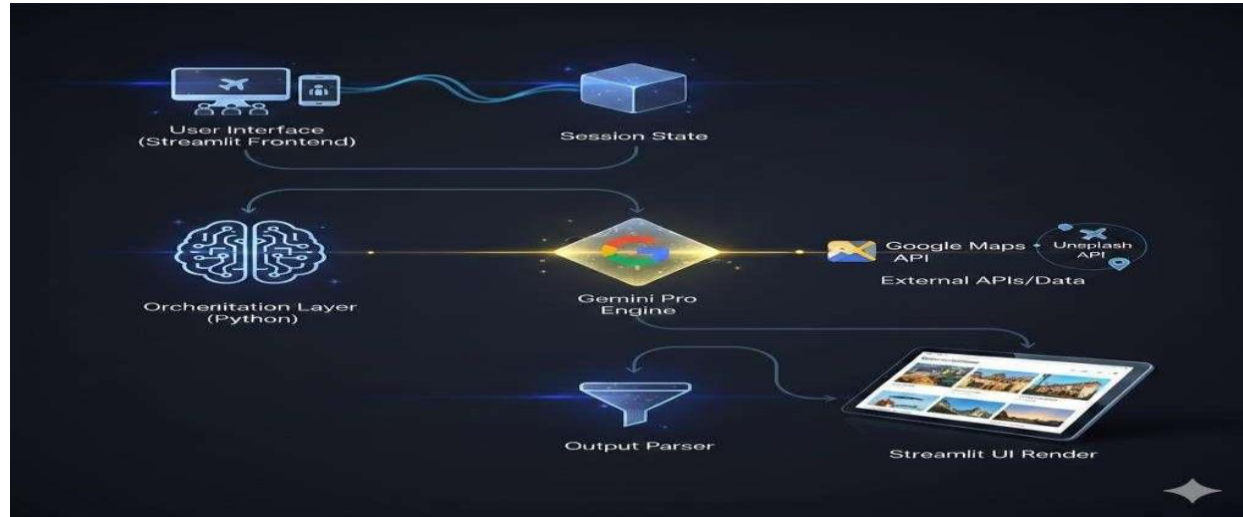 User Interface
(Streamlit Frontend)
Session State
Orcheritation Layer
(Python)
Gemini Pro
Engine
Google Maps
API
Unsplash
API
External APIs/Data
Output Parser
Streamlit UI Render